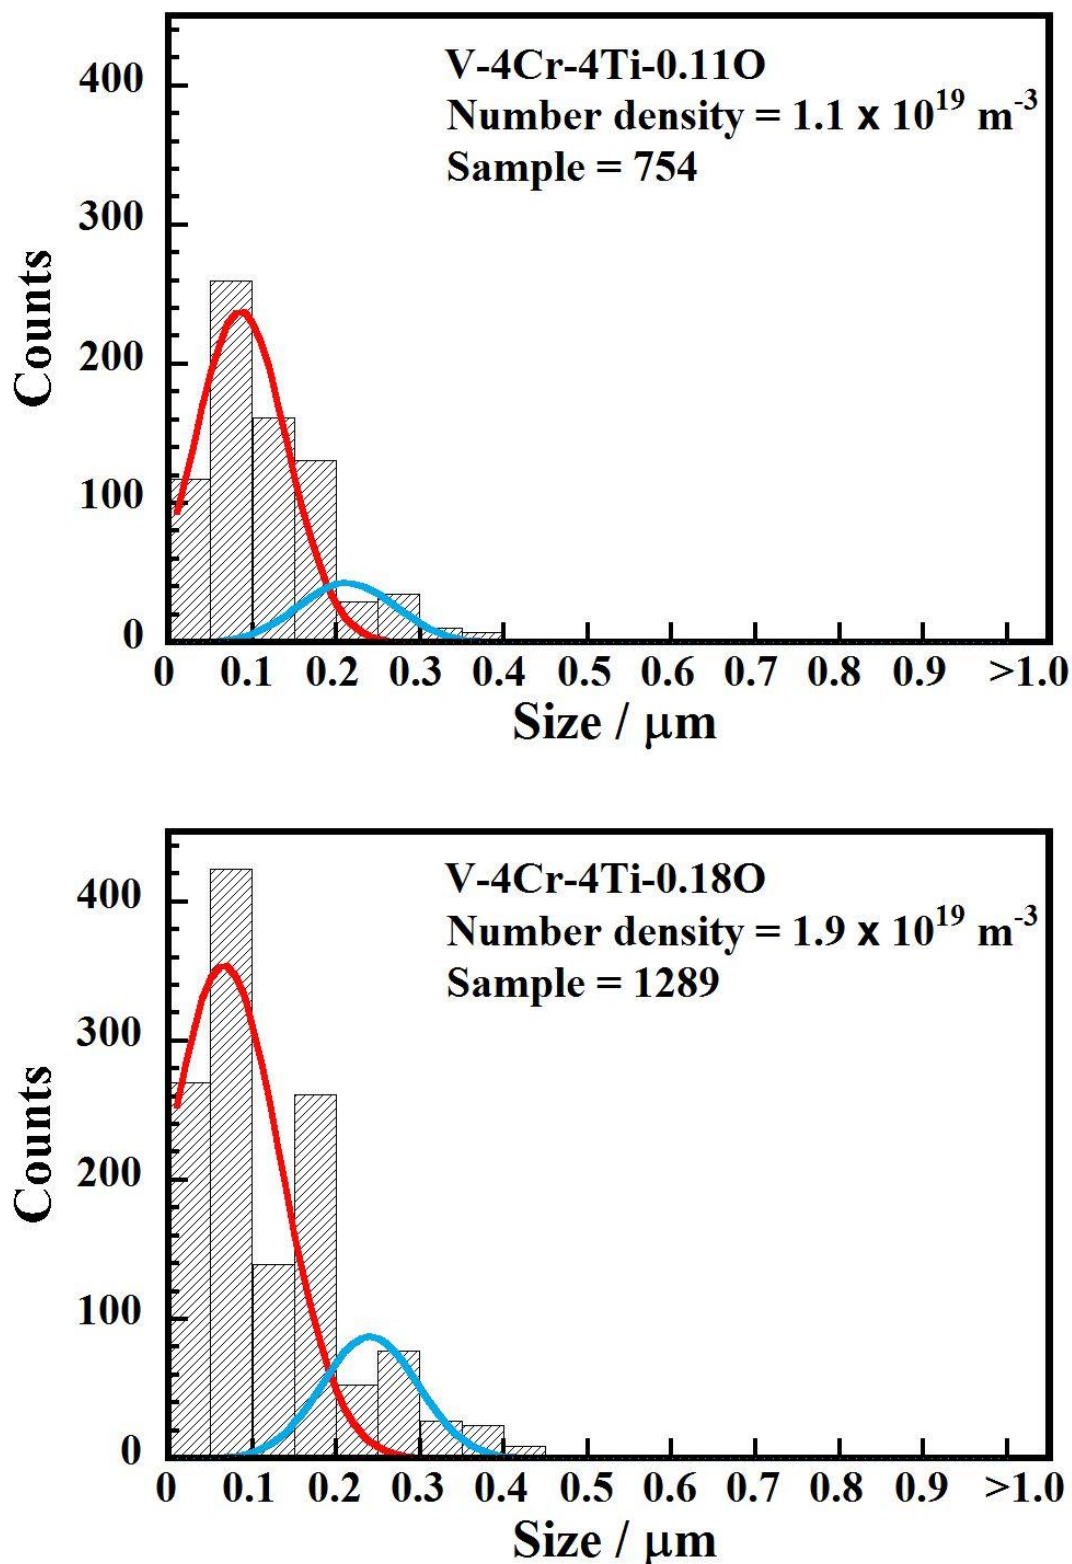 V-4Cr-4Ti-0.11O
Number density = 1.1 x 10¹⁹ m⁻³
Sample = 754
400
300
200
100
0
Counts
0 0.1 0.2 0.3 0.4 0.5 0.6 0.7 0.8 0.9 >1.0
Size / μm
V-4Cr-4Ti-0.18O
Number density = 1.9 x 10¹⁹ m⁻³
Sample = 1289
400
300
200
100
0
Counts
0 0.1 0.2 0.3 0.4 0.5 0.6 0.7 0.8 0.9 >1.0
Size / μm